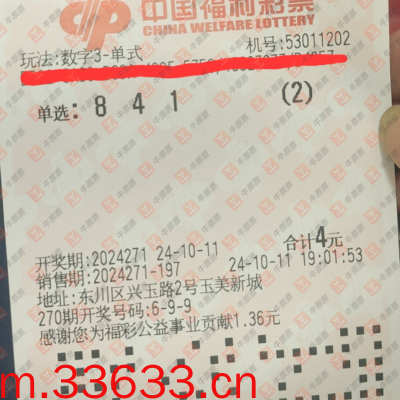 中国福利彩票
CHINA WELFARE LOTTERY
玩法:数字3-单式 机号:53011202
单选: 8 4 1 (2)
合计4元
开奖期:2024271 24-10-11
销售期:2024271-197 24-10-11 19:01:53
地址:东川区兴玉路2号玉美新城
270期开奖号码:6-9-9
感谢您为福彩公益事业贡献1.36元
m.33633.cn